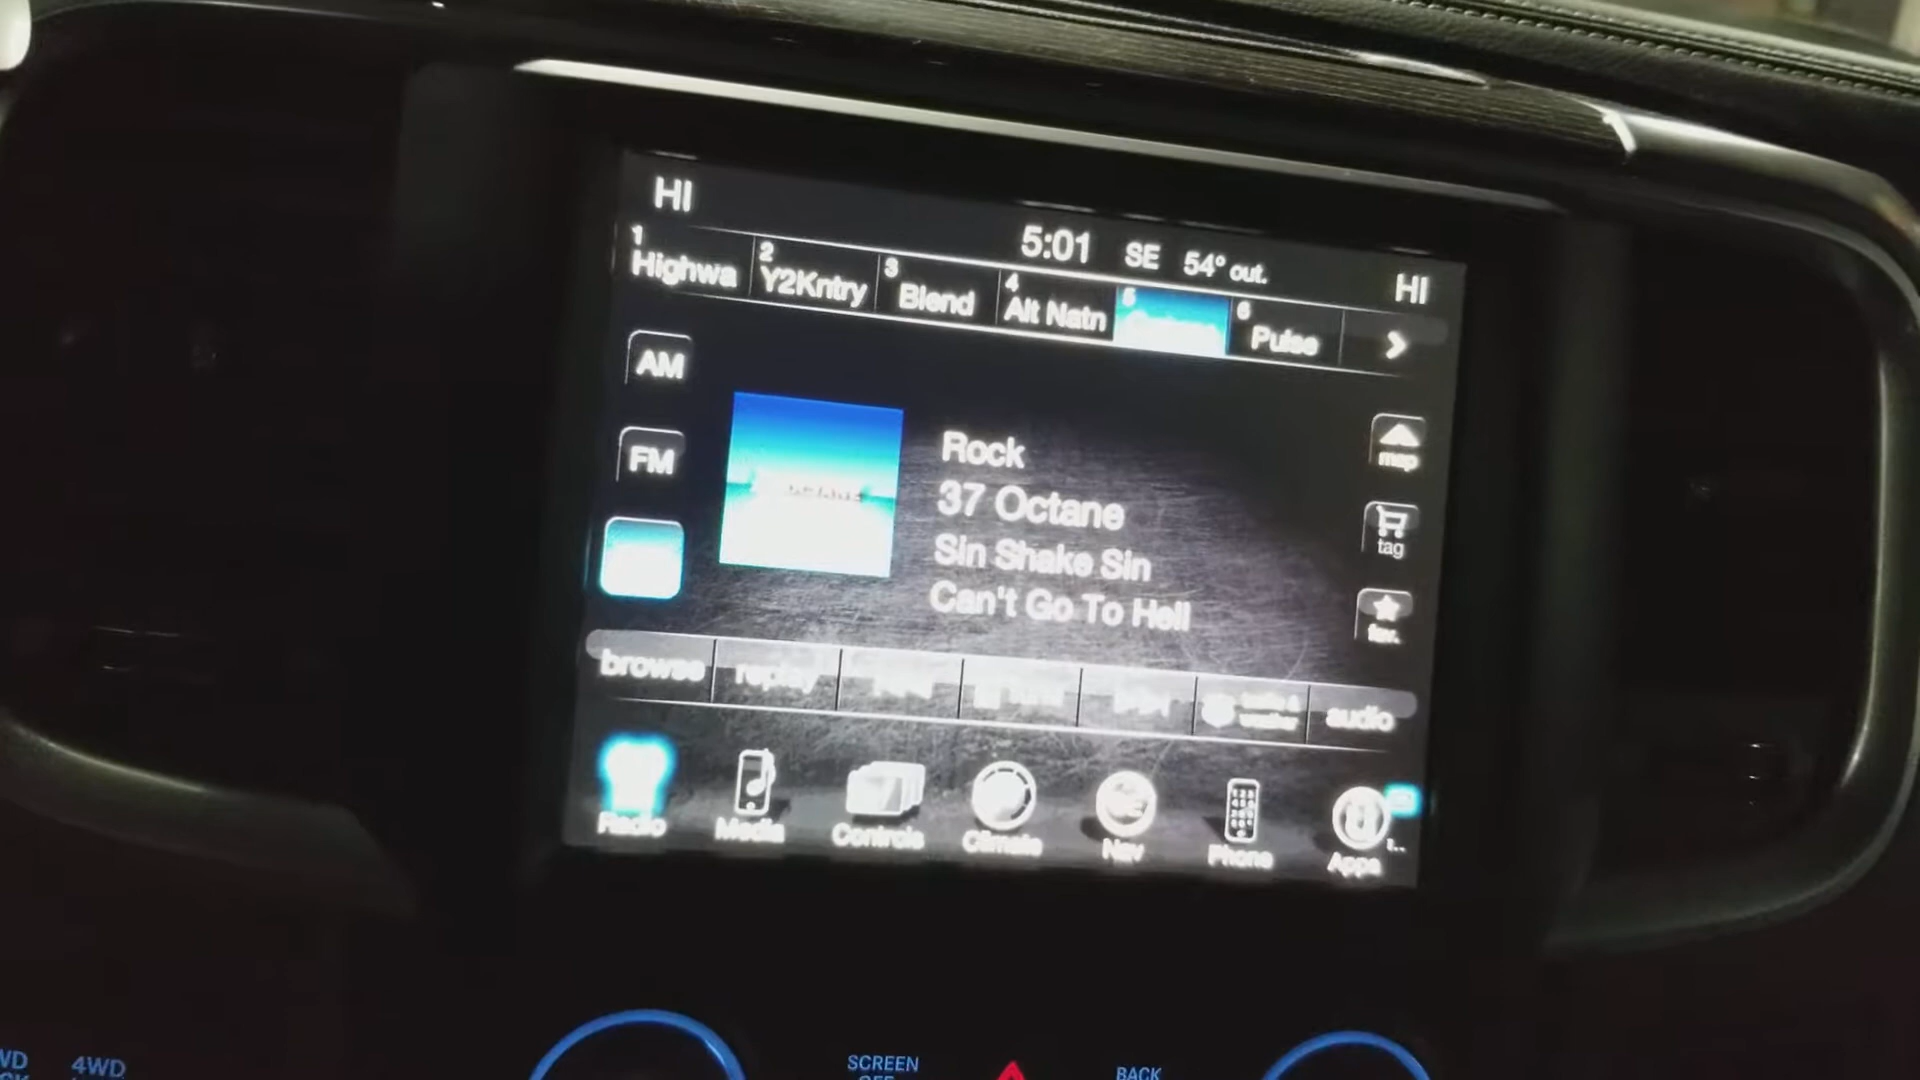 HI
5:01 SE 54° out. HI
1 Highwa 2 Y2Kntry 3 Blend 4 Alt Natn 5 6 Pulse
AM
FM
Rock
37 Octane
Sin Shake Sin
Can't Go To Hell
map
tag
fav.
browse replay audio
Radio Media Controls Climate Nav Phone Apps
4WD SCREEN BACK